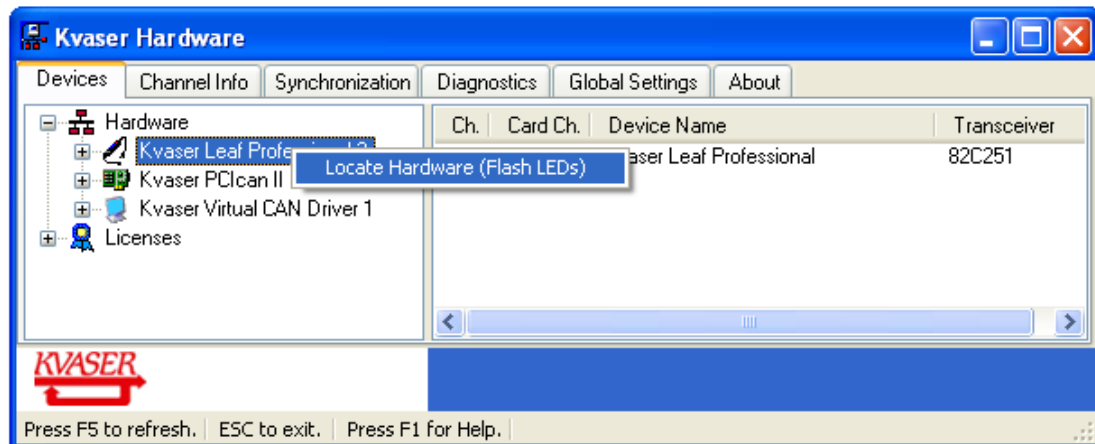 Kvaser Hardware
Devices Channel Info Synchronization Diagnostics Global Settings About
Hardware
Kvaser Leaf
Locate Hardware (Flash LEDs)
Kvaser PCIcan II
Kvaser Virtual CAN Driver 1
Licenses
Ch. Card Ch. Device Name Transceiver
Leaf Professional 82C251
KVASER
Press F5 to refresh. ESC to exit. Press F1 for Help.